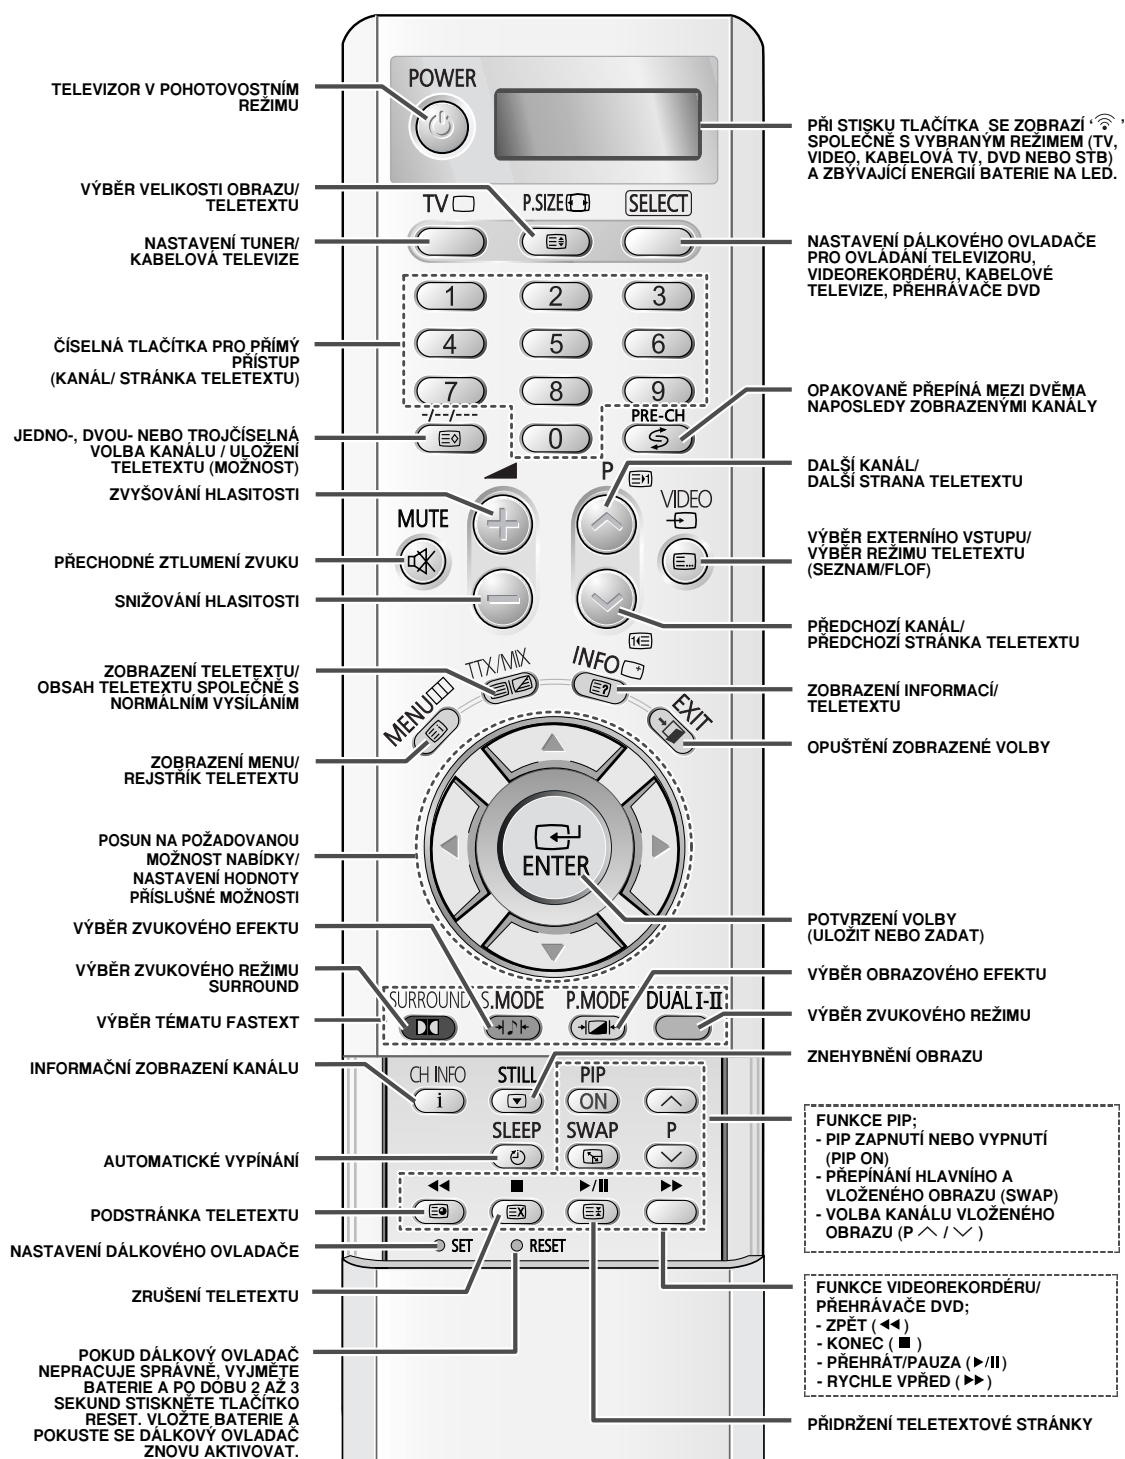 TELEVIZOR V POHOTOVOSTNÍM
REŽIMU
VÝBĚR VELIKOSTI OBRAZU/
TELETEXTU
NASTAVENÍ TUNER/
KABELOVÁ TELEVIZE
ČÍSELNÁ TLAČÍTKA PRO PŘÍMÝ
PŘÍSTUP
(KANÁL/ STRÁNKA TELETEXTU)
JEDNO-, DVOU- NEBO TROJČÍSELNÁ
VOLBA KANÁLU / ULOŽENÍ
TELETEXTU (MOŽNOST)
ZVYŠOVÁNÍ HLASITOSTI
PŘECHODNÉ ZTLUMENÍ ZVUKU
SNIŽOVÁNÍ HLASITOSTI
ZOBRAZENÍ TELETEXTU/
OBSAH TELETEXTU SPOLEČNĚ S
NORMÁLNÍM VYSÍLÁNÍM
ZOBRAZENÍ MENU/
REJSTŘÍK TELETEXTU
POSUN NA POŽADOVANOU
MOŽNOST NABÍDKY/
NASTAVENÍ HODNOTY
PŘÍSLUŠNÉ MOŽNOSTI
VÝBĚR ZVUKOVÉHO EFEKTU
VÝBĚR ZVUKOVÉHO REŽIMU
SURROUND
VÝBĚR TÉMATU FASTEXT
INFORMAČNÍ ZOBRAZENÍ KANÁLU
AUTOMATICKÉ VYPÍNÁNÍ
PODSTRÁNKA TELETEXTU
NASTAVENÍ DÁLKOVÉHO OVLADAČE
ZRUŠENÍ TELETEXTU
POKUD DÁLKOVÝ OVLADAČ
NEPRACUJE SPRÁVNĚ, VYJMĚTE
BATERIE A PO DOBU 2 AŽ 3
SEKUND STISKNĚTE TLAČÍTKO
RESET. VLOŽTE BATERIE A
POKUSTE SE DÁLKOVÝ OVLADAČ
ZNOVU AKTIVOVAT.
POWER
TV P.SIZE SELECT
1 2 3
4 5 6
7 8 9
-/--/--- PRE-CH
0
P
VIDEO
MUTE
TTX/MIX INFO
MENU EXIT
ENTER
SURROUND S.MODE P.MODE DUAL I-II
CH INFO STILL PIP
i ON
SLEEP SWAP P
◀◀ ■ ▶/II ▶▶
SET RESET
PŘI STISKU TLAČÍTKA SE ZOBRAZÍ ‘ ’
SPOLEČNĚ S VYBRANÝM REŽIMEM (TV,
VIDEO, KABELOVÁ TV, DVD NEBO STB)
A ZBÝVAJÍCÍ ENERGIÍ BATERIE NA LED.
NASTAVENÍ DÁLKOVÉHO OVLADAČE
PRO OVLÁDÁNÍ TELEVIZORU,
VIDEOREKORDÉRU, KABELOVÉ
TELEVIZE, PŘEHRÁVAČE DVD
OPAKOVANĚ PŘEPÍNÁ MEZI DVĚMA
NAPOSLEDY ZOBRAZENÝMI KANÁLY
DALŠÍ KANÁL/
DALŠÍ STRANA TELETEXTU
VÝBĚR EXTERNÍHO VSTUPU/
VÝBĚR REŽIMU TELETEXTU
(SEZNAM/FLOF)
PŘEDCHOZÍ KANÁL/
PŘEDCHOZÍ STRÁNKA TELETEXTU
ZOBRAZENÍ INFORMACÍ/
TELETEXTU
OPUŠTĚNÍ ZOBRAZENÉ VOLBY
POTVRZENÍ VOLBY
(ULOŽIT NEBO ZADAT)
VÝBĚR OBRAZOVÉHO EFEKTU
VÝBĚR ZVUKOVÉHO REŽIMU
ZNEHYBNĚNÍ OBRAZU
FUNKCE PIP;
- PIP ZAPNUTÍ NEBO VYPNUTÍ
(PIP ON)
- PŘEPÍNÁNÍ HLAVNÍHO A
VLOŽENÉHO OBRAZU (SWAP)
- VOLBA KANÁLU VLOŽENÉHO
OBRAZU (P ︿ / ﹀ )
FUNKCE VIDEOREKORDÉRU/
PŘEHRÁVAČE DVD;
- ZPĚT ( ◀◀ )
- KONEC ( ■ )
- PŘEHRÁT/PAUZA ( ▶/II )
- RYCHLE VPŘED ( ▶▶ )
PŘIDRŽENÍ TELETEXTOVÉ STRÁNKY